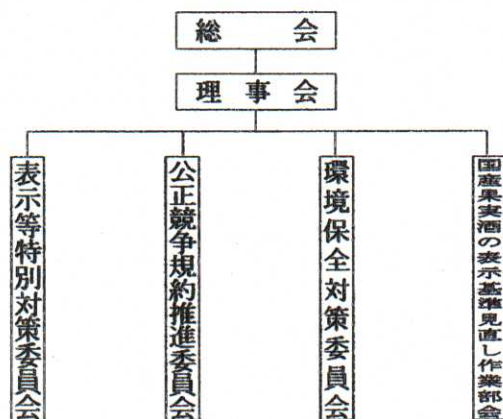 総会
理事会
表示等特別対策委員会
公正競争規約推進委員会
環境保全対策委員会
国産果実酒の表示基準見直し作業部会